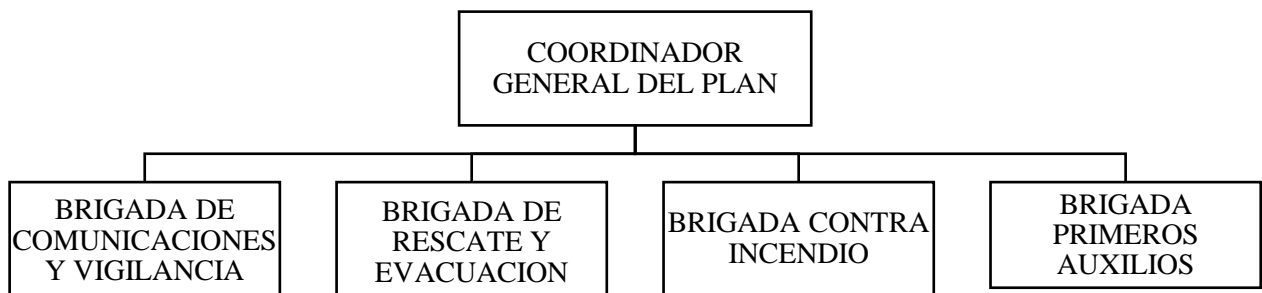 COORDINADOR
GENERAL DEL PLAN
BRIGADA DE
COMUNICACIONES
Y VIGILANCIA
BRIGADA DE
RESCATE Y
EVACUACION
BRIGADA CONTRA
INCENDIO
BRIGADA
PRIMEROS
AUXILIOS